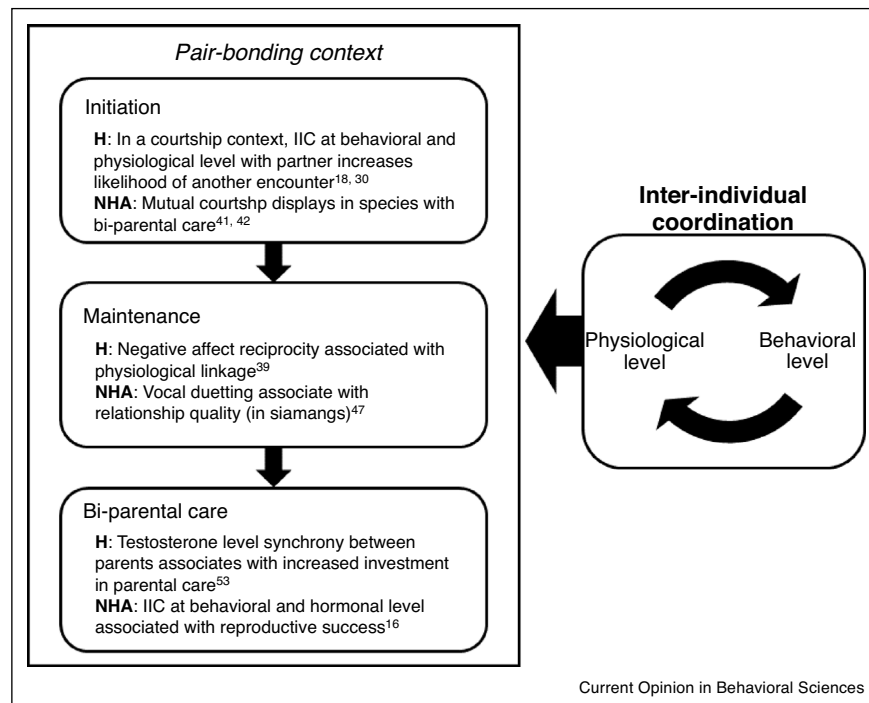 Pair-bonding context
Initiation
H: In a courtship context, IIC at behavioral and
physiological level with partner increases
likelihood of another encounter18, 30
NHA: Mutual courtshp displays in species with
bi-parental care41, 42
Maintenance
H: Negative affect reciprocity associated with
physiological linkage39
NHA: Vocal duetting associate with
relationship quality (in siamangs)47
Bi-parental care
H: Testosterone level synchrony between
parents associates with increased investment
in parental care53
NHA: IIC at behavioral and hormonal level
associated with reproductive success16
Inter-individual
coordination
Physiological
level
Behavioral
level
Current Opinion in Behavioral Sciences